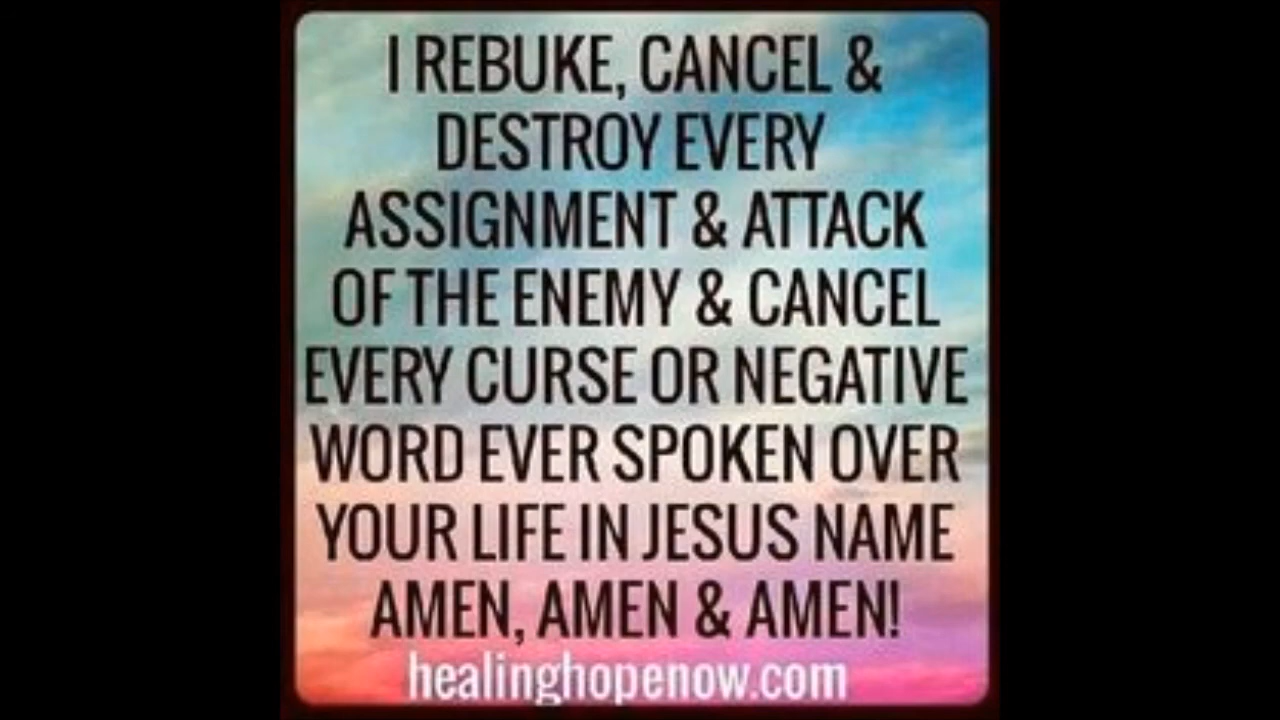 I REBUKE, CANCEL &
DESTROY EVERY
ASSIGNMENT & ATTACK
OF THE ENEMY & CANCEL
EVERY CURSE OR NEGATIVE
WORD EVER SPOKEN OVER
YOUR LIFE IN JESUS NAME
AMEN, AMEN & AMEN!
healinghopenow.com